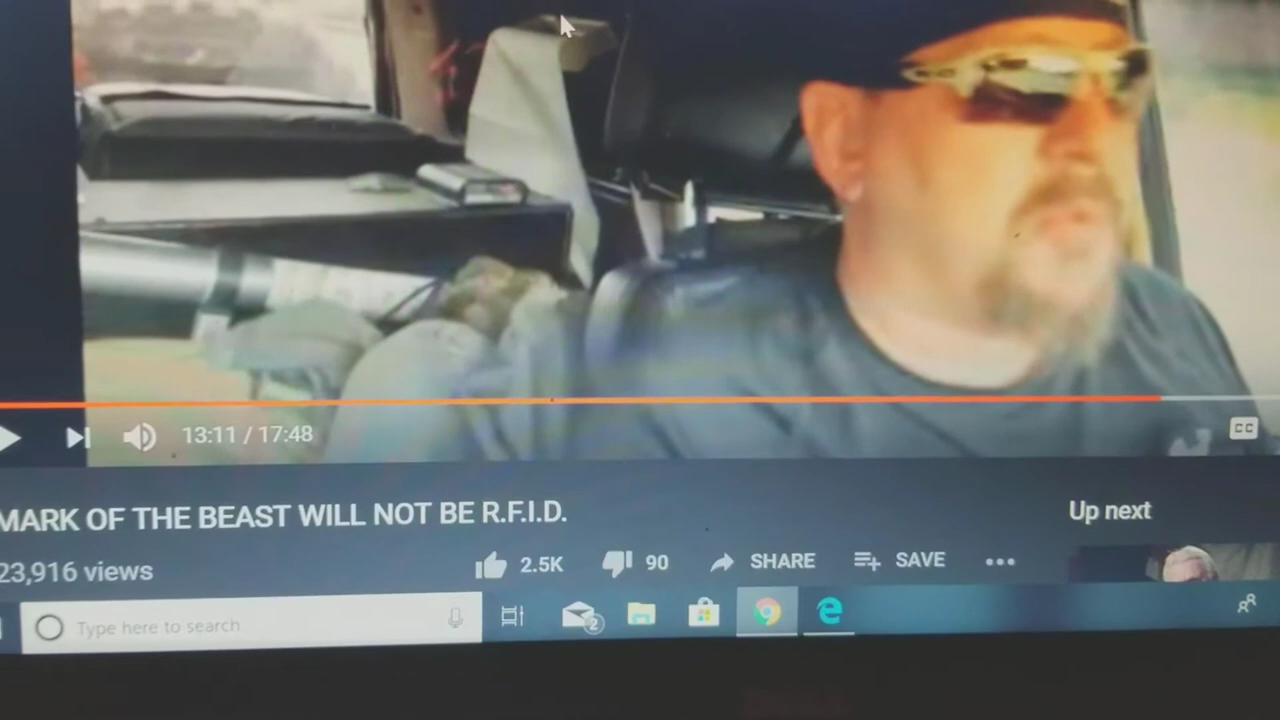 13:11 / 17:48
CC
MARK OF THE BEAST WILL NOT BE R.F.I.D.
Up next
23,916 views
2.5K
90
SHARE
SAVE
Type here to search
2